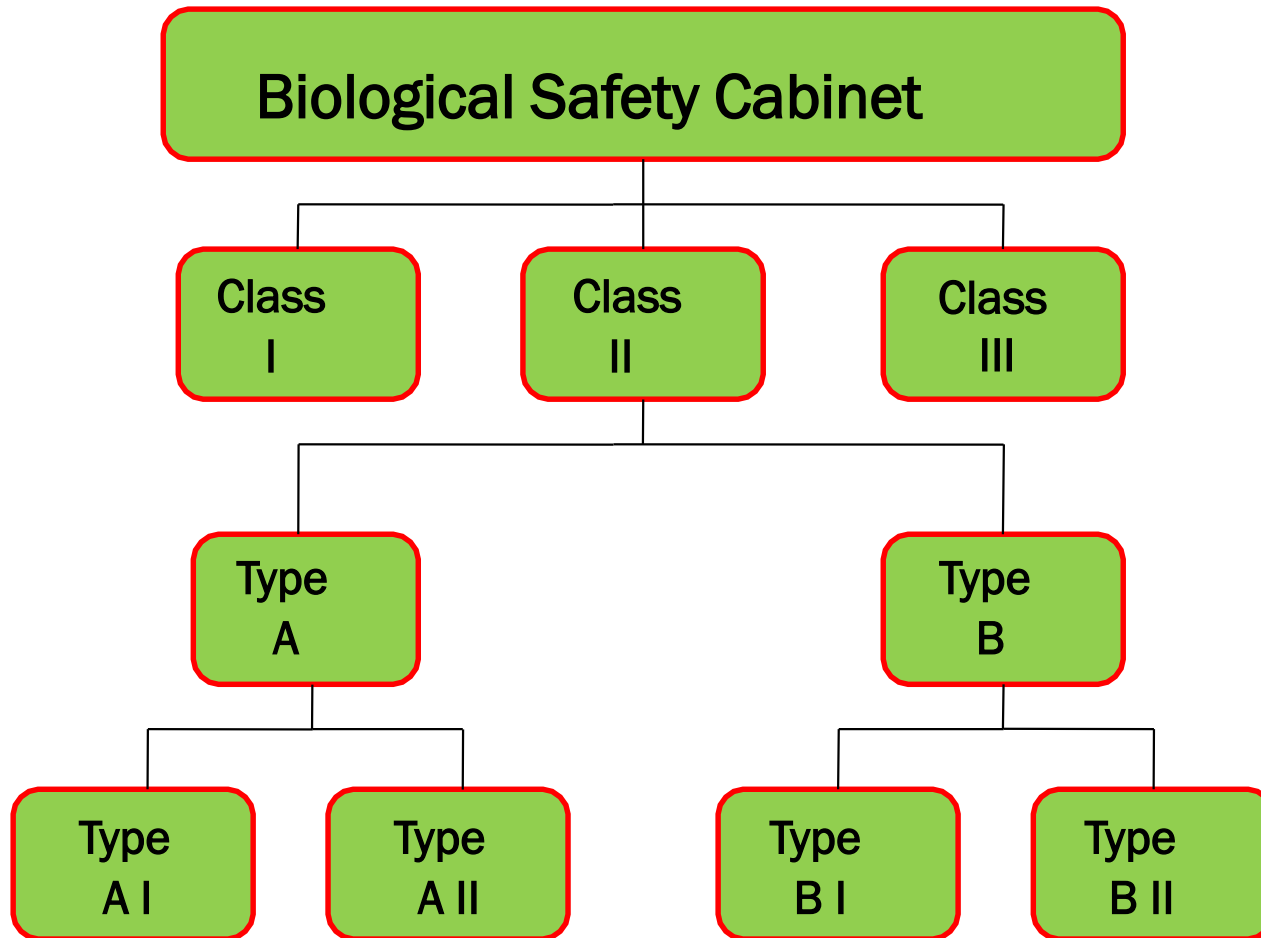 Biological Safety Cabinet
Class
I
Class
II
Class
III
Type
A
Type
B
Type
A I
Type
A II
Type
B I
Type
B II